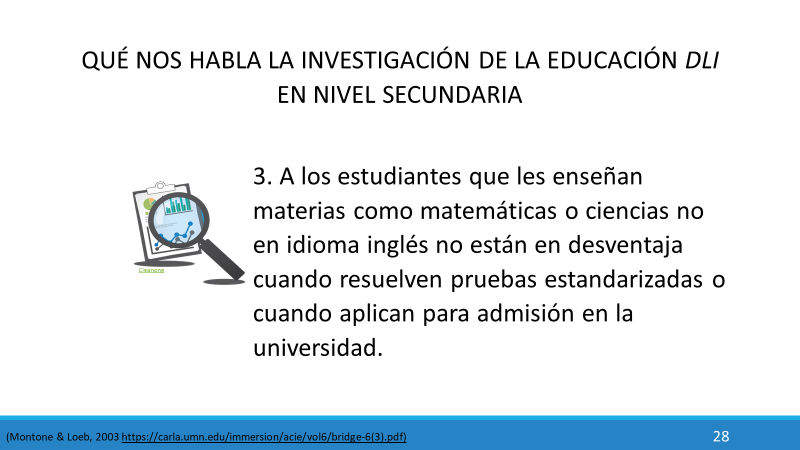 QUÉ NOS HABLA LA INVESTIGACIÓN DE LA EDUCACIÓN DLI
EN NIVEL SECUNDARIA
3. A los estudiantes que les enseñan
materias como matemáticas o ciencias no
en idioma inglés no están en desventaja
cuando resuelven pruebas estandarizadas o
cuando aplican para admisión en la
universidad.
Cleanpng
(Montone & Loeb, 2003 https://carla.umn.edu/immersion/acie/vol6/bridge-6(3).pdf)
28